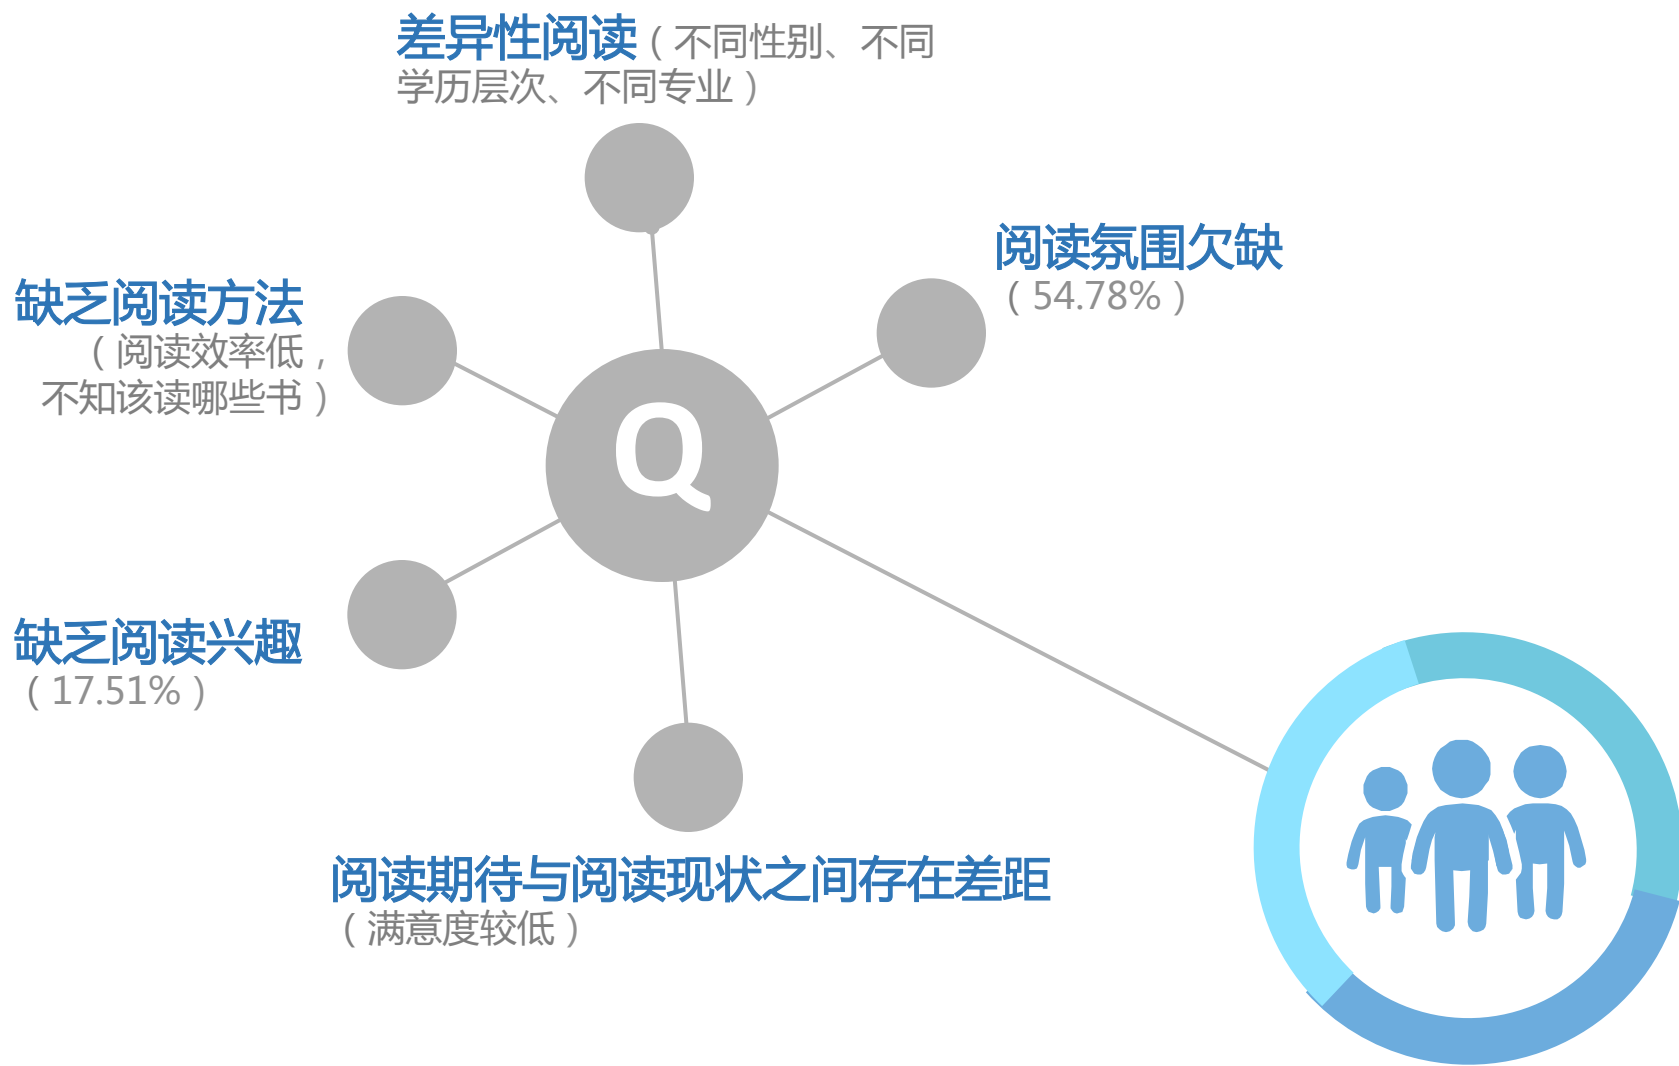 差异性阅读（不同性别、不同
学历层次、不同专业）
阅读氛围欠缺
（54.78%）
缺乏阅读方法
（阅读效率低，
不知该读哪些书）
Q
缺乏阅读兴趣
（17.51%）
阅读期待与阅读现状之间存在差距
（满意度较低）